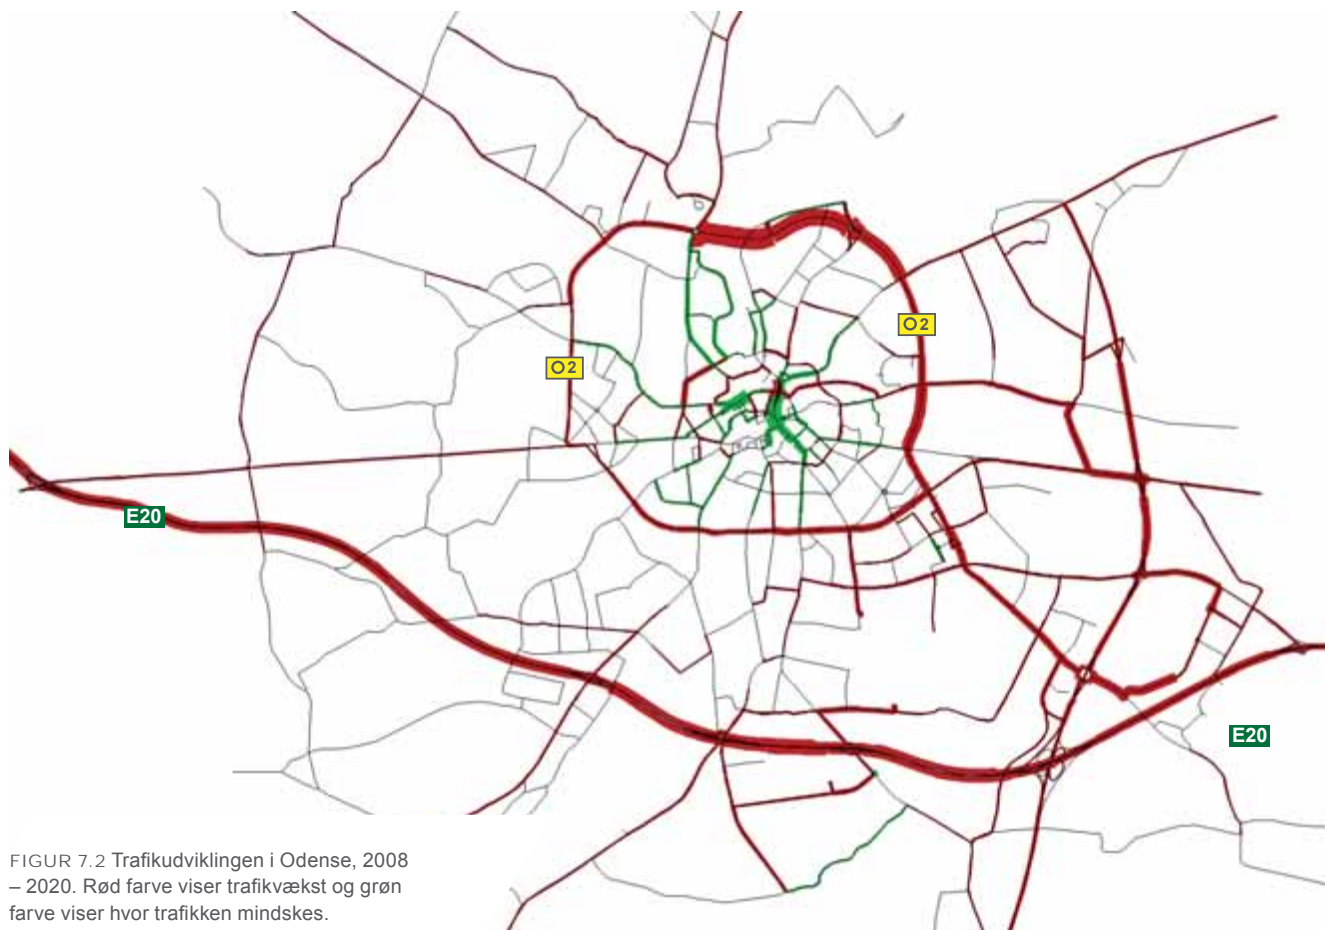 O2
O2
E20
E20
FIGUR 7.2 Trafikudviklingen i Odense, 2008
– 2020. Rød farve viser trafikvækst og grøn
farve viser hvor trafikken mindskes.